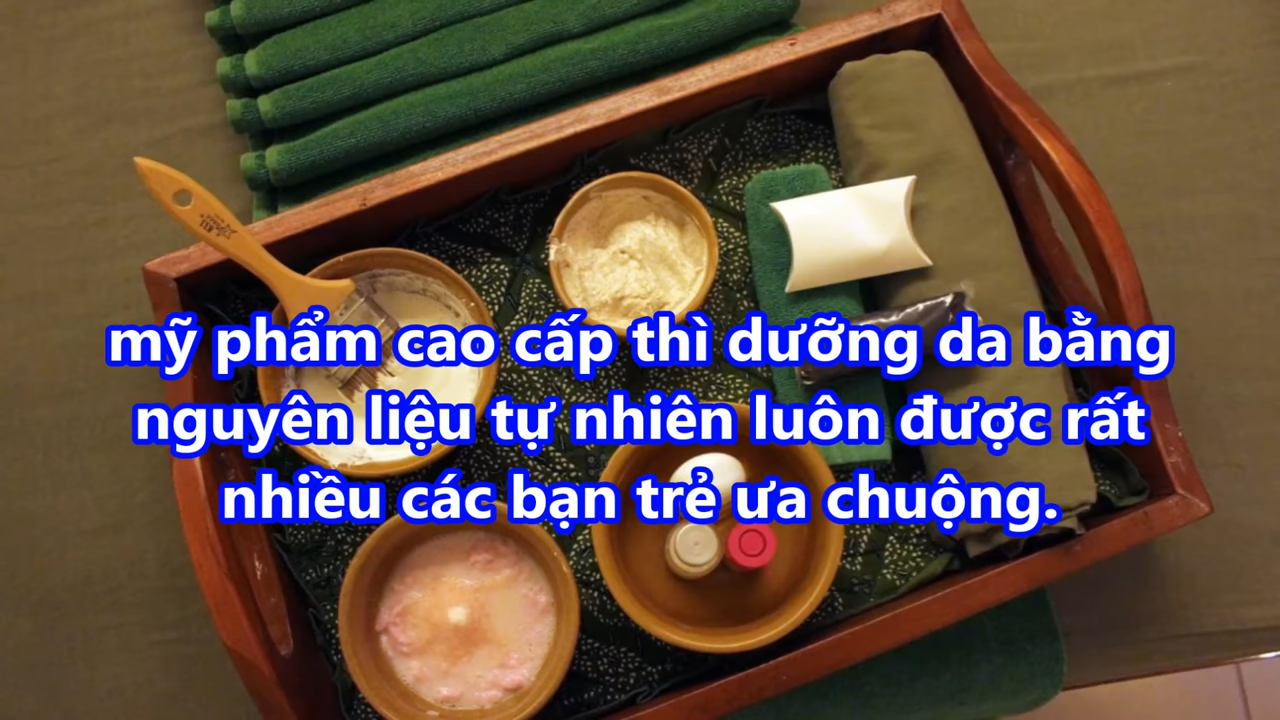 mỹ phẩm cao cấp thì dưỡng da bằng
nguyên liệu tự nhiên luôn được rất
nhiều các bạn trẻ ưa chuộng.